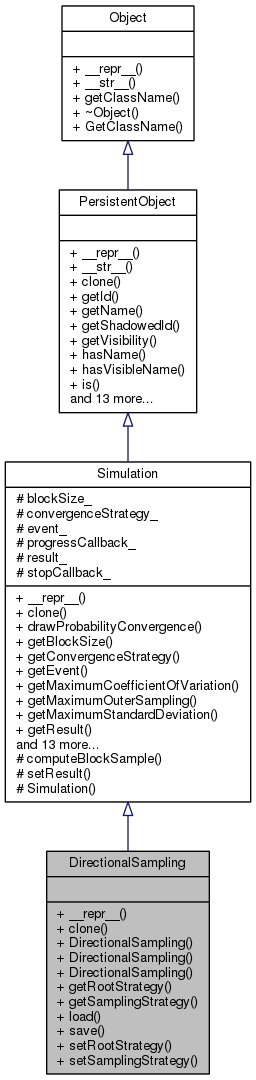 Object
+ __repr__()
+ __str__()
+ getClassName()
+ ~Object()
+ GetClassName()
PersistentObject
+ __repr__()
+ __str__()
+ clone()
+ getId()
+ getName()
+ getShadowedId()
+ getVisibility()
+ hasName()
+ hasVisibleName()
+ is()
and 13 more...
Simulation
# blockSize_
# convergenceStrategy_
# event_
# progressCallback_
# result_
# stopCallback_
+ __repr__()
+ clone()
+ drawProbabilityConvergence()
+ getBlockSize()
+ getConvergenceStrategy()
+ getEvent()
+ getMaximumCoefficientOfVariation()
+ getMaximumOuterSampling()
+ getMaximumStandardDeviation()
+ getResult()
and 13 more...
# computeBlockSample()
# setResult()
# Simulation()
DirectionalSampling
+ __repr__()
+ clone()
+ DirectionalSampling()
+ DirectionalSampling()
+ DirectionalSampling()
+ getRootStrategy()
+ getSamplingStrategy()
+ load()
+ save()
+ setRootStrategy()
+ setSamplingStrategy()